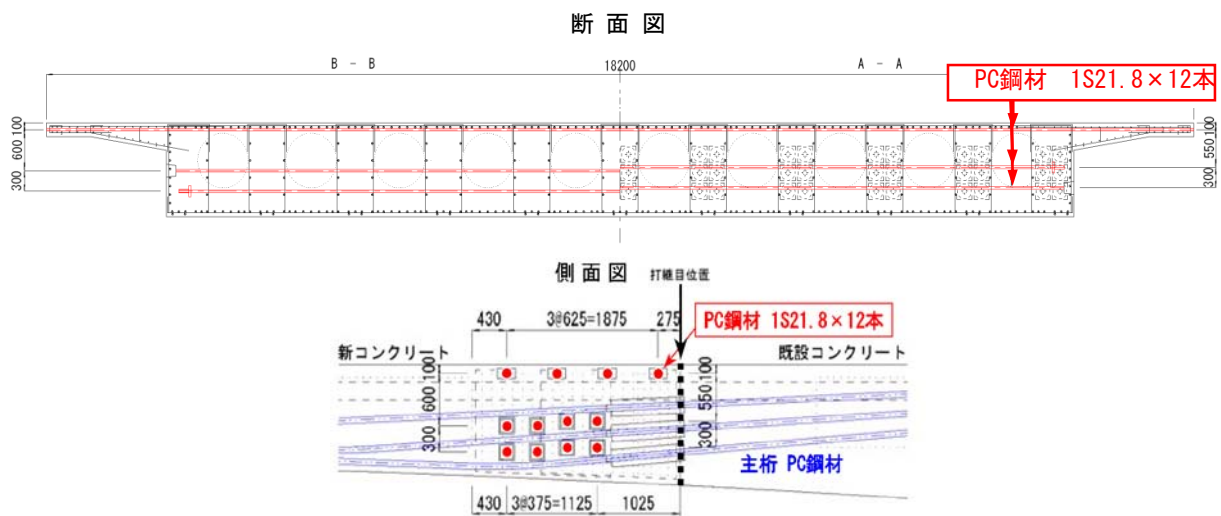 断面図
B - B
18200
A - A
PC鋼材 1S21.8×12本
100
600
300
100
550
300
側面図
打継目位置
430
3@625=1875
275
PC鋼材 1S21.8×12本
新コンクリート
既設コンクリート
100
600
300
100
550
300
主桁 PC鋼材
430
3@375=1125
1025